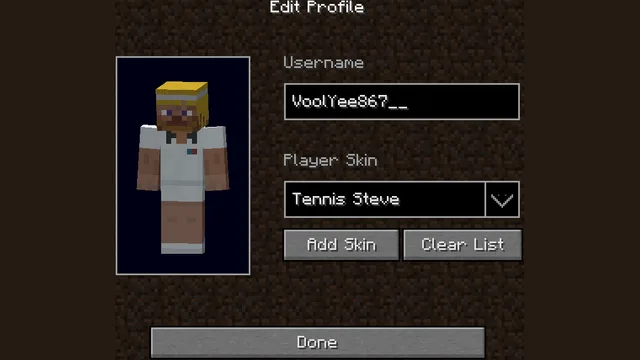 Edit Profile
Username
VoolYee867__
Player Skin
Tennis Steve
Add Skin
Clear List
Done